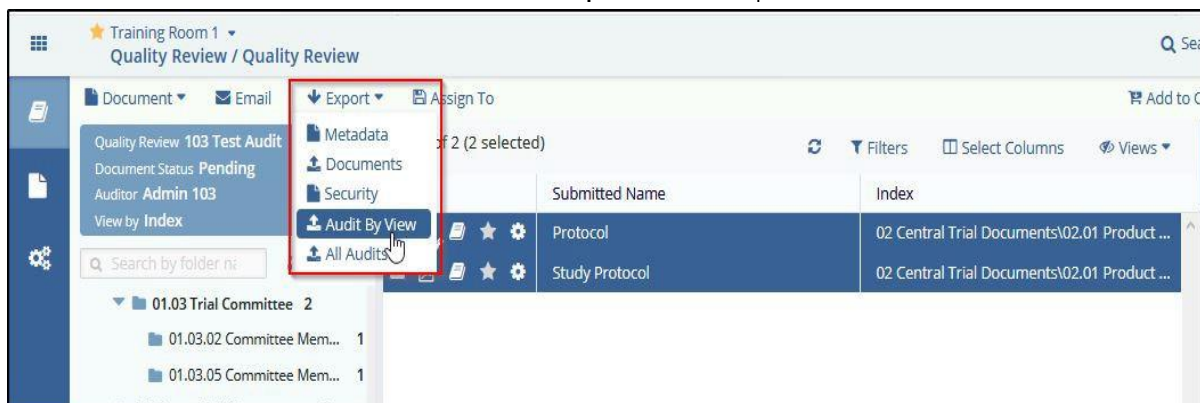 Training Room 1
Quality Review / Quality Review
Document Email Export Assign To
Quality Review 103 Test Audit
Document Status Pending
Auditor Admin 103
View by Index
Search by folder
Metadata
Documents
Security
Audit By View
All Audits
of 2 (2 selected)
Filters Select Columns Views
Submitted Name Index
Protocol 02 Central Trial Documents\02.01 Product ...
Study Protocol 02 Central Trial Documents\02.01 Product ...
01.03 Trial Committee 2
01.03.02 Committee Mem... 1
01.03.05 Committee Mem... 1
Add to